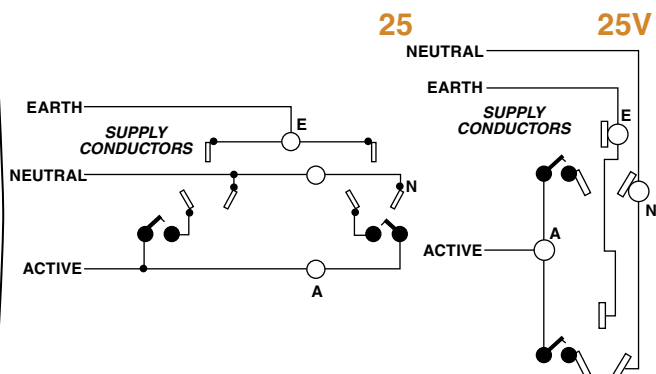 25
EARTH
E
SUPPLY
CONDUCTORS
NEUTRAL
N
ACTIVE
A
25V
NEUTRAL
EARTH
E
SUPPLY
CONDUCTORS
N
ACTIVE
A